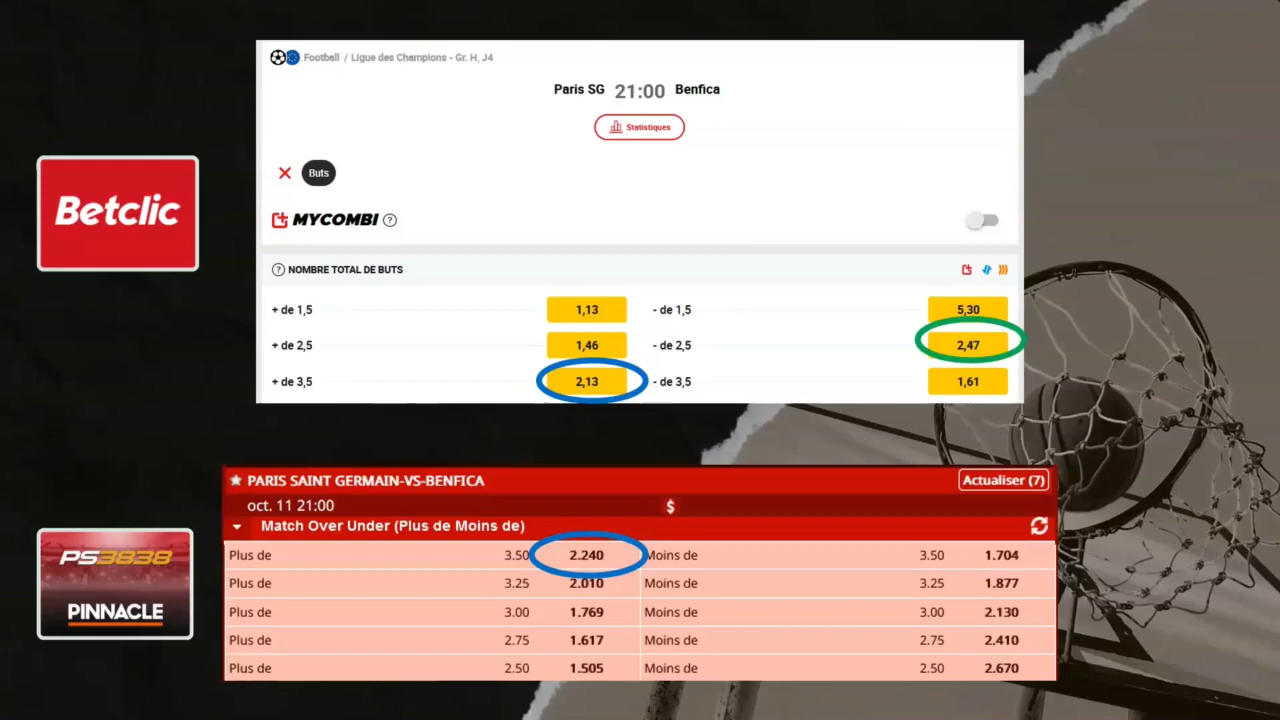 Football / Ligue des Champions - Gr. H, J4
Paris SG 21:00 Benfica
Statistiques
Buts
Betclic
MYCOMBI ?
? NOMBRE TOTAL DE BUTS
+ de 1,5 1,13 - de 1,5 5,30
+ de 2,5 1,46 - de 2,5 2,47
+ de 3,5 2,13 - de 3,5 1,61
PARIS SAINT GERMAIN-VS-BENFICA Actualiser (7)
oct. 11 21:00 $
Match Over Under (Plus de Moins de)
PS3838
PINNACLE
Plus de 3.50 2.240 Moins de 3.50 1.704
Plus de 3.25 2.010 Moins de 3.25 1.877
Plus de 3.00 1.769 Moins de 3.00 2.130
Plus de 2.75 1.617 Moins de 2.75 2.410
Plus de 2.50 1.505 Moins de 2.50 2.670